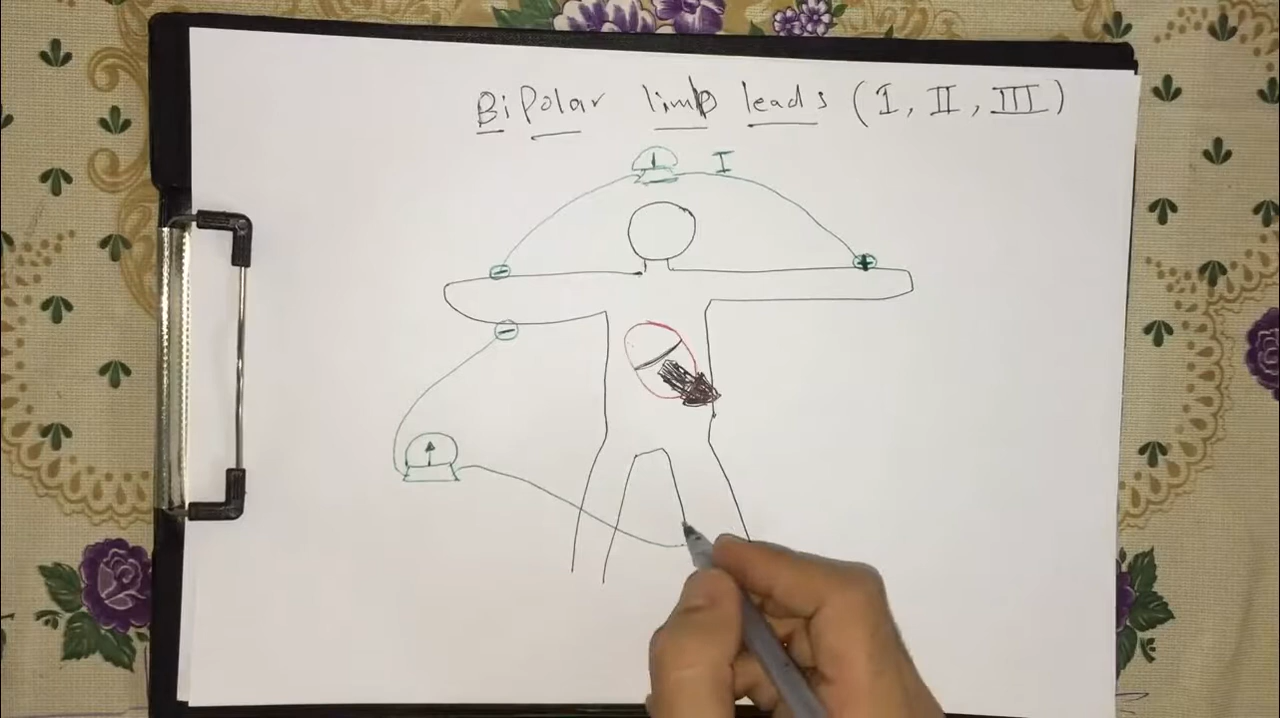 Bipolar limb leads (I, II, III)
I
- +
-